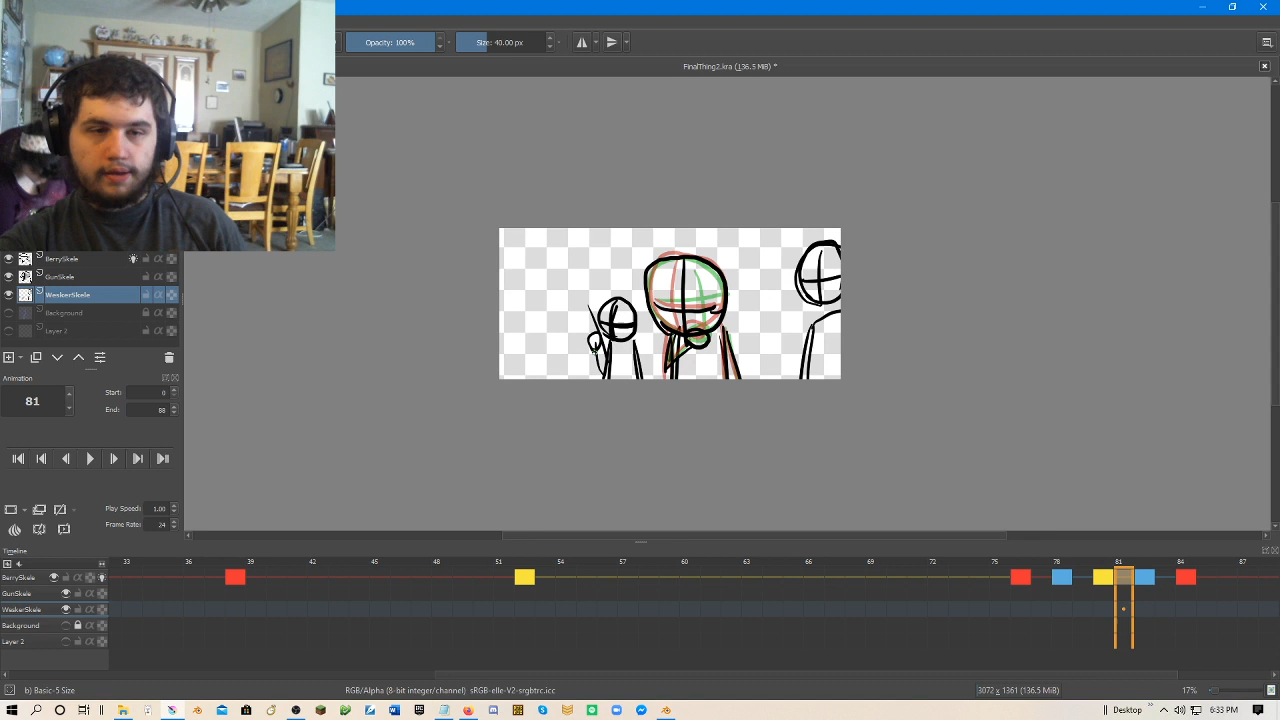 Opacity: 100%
Size: 40.00 px
FinalThing2.kra (136.5 MiB) *
BerrySkele
GunSkele
WeskerSkele
Background
Layer 2
Animation
81
Start: 0
End: 88
Play Speed: 1.00
Frame Rate: 24
Timeline
33 36 39 42 45 48 51 54 57 60 63 66 69 72 75 78 81 84 87
BerrySkele
GunSkele
WeskerSkele
Background
Layer 2
b) Basic-5 Size
RGB/Alpha (8-bit integer/channel) sRGB-elle-V2-srgbtrc.icc
3072 x 1361 (136.5 MiB)
17%
Desktop
6:33 PM